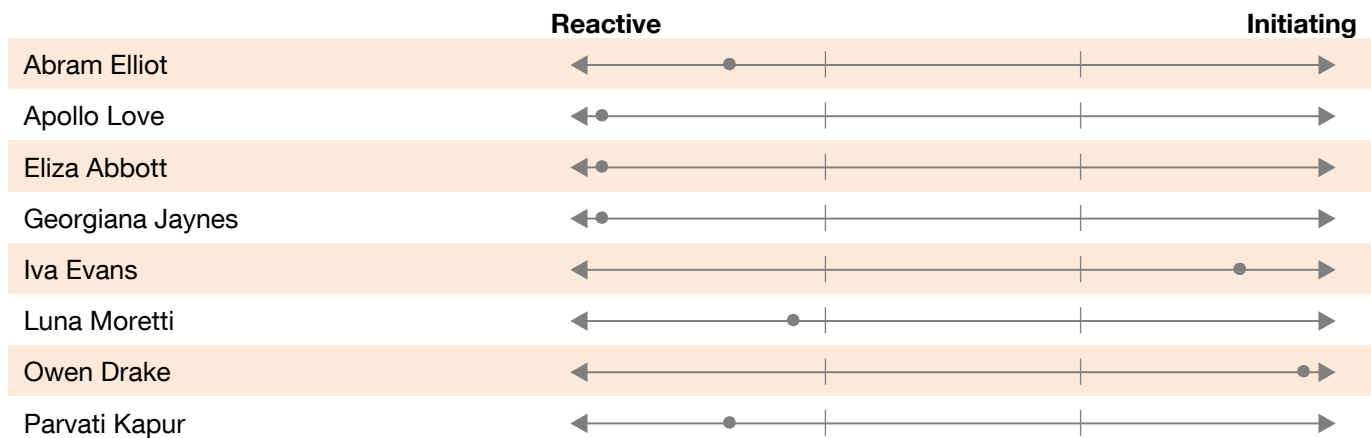 Reactive Initiating
Abram Elliot
Apollo Love
Eliza Abbott
Georgiana Jaynes
Iva Evans
Luna Moretti
Owen Drake
Parvati Kapur